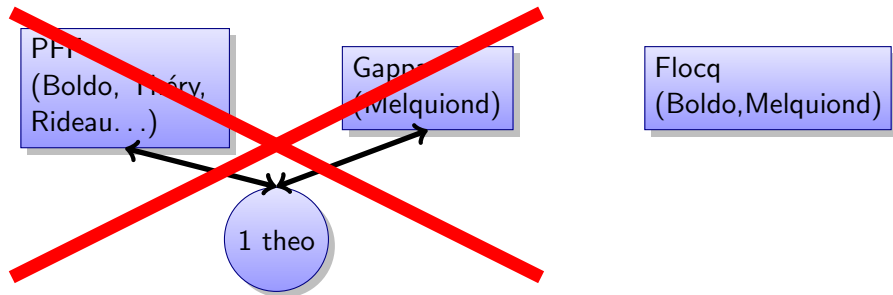 PFF
(Boldo, Théry,
Rideau...)
Gappa
(Melquiond)
Flocq
(Boldo,Melquiond)
1 theo